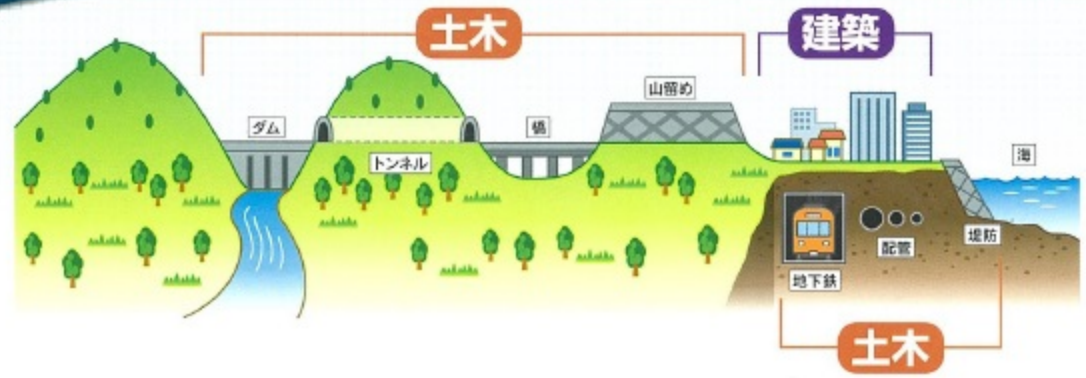 土木
建築
山留め
ダム
橋
トンネル
海
堤防
配管
地下鉄
土木